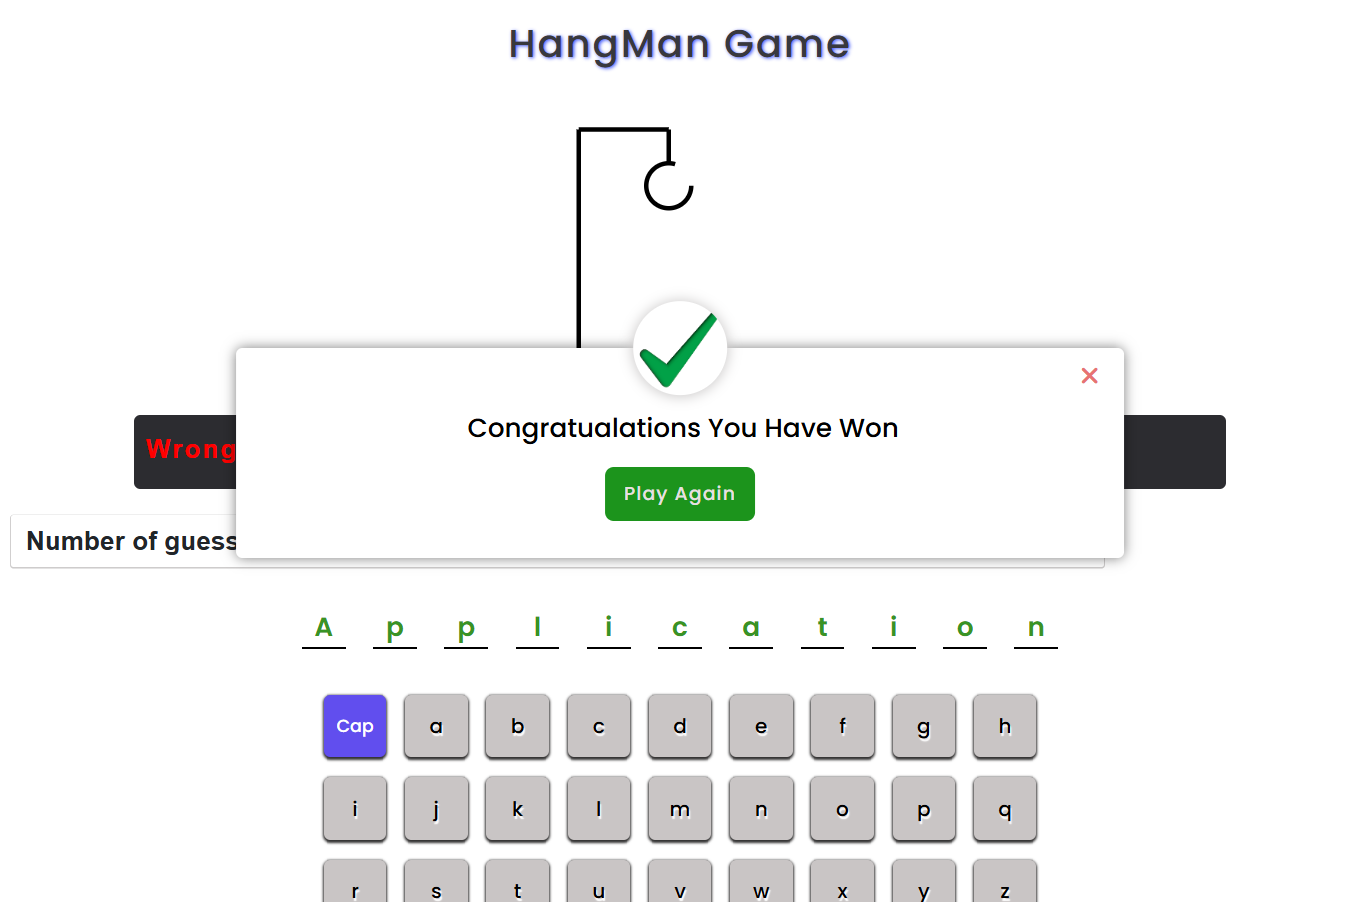 HangMan Game
Congratualations You Have Won
Wrong
Play Again
Number of guess
A p p l i c a t i o n
Cap a b c d e f g h
i j k l m n o p q
r s t u v w x y z